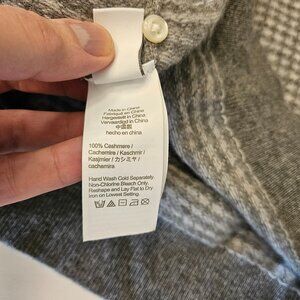 Made in China
Fabriqué en China
Hergestellt in China
Vervaardigd in China
中国製
hecho en China
100% Cashmere /
Cachemire / Kaschmir /
Kasjmier / カシミヤ /
cachemira
Hand Wash Cold Separately.
Non-Chlorine Bleach Only.
Reshape and Lay Flat to Dry
Iron on Lowest Setting.